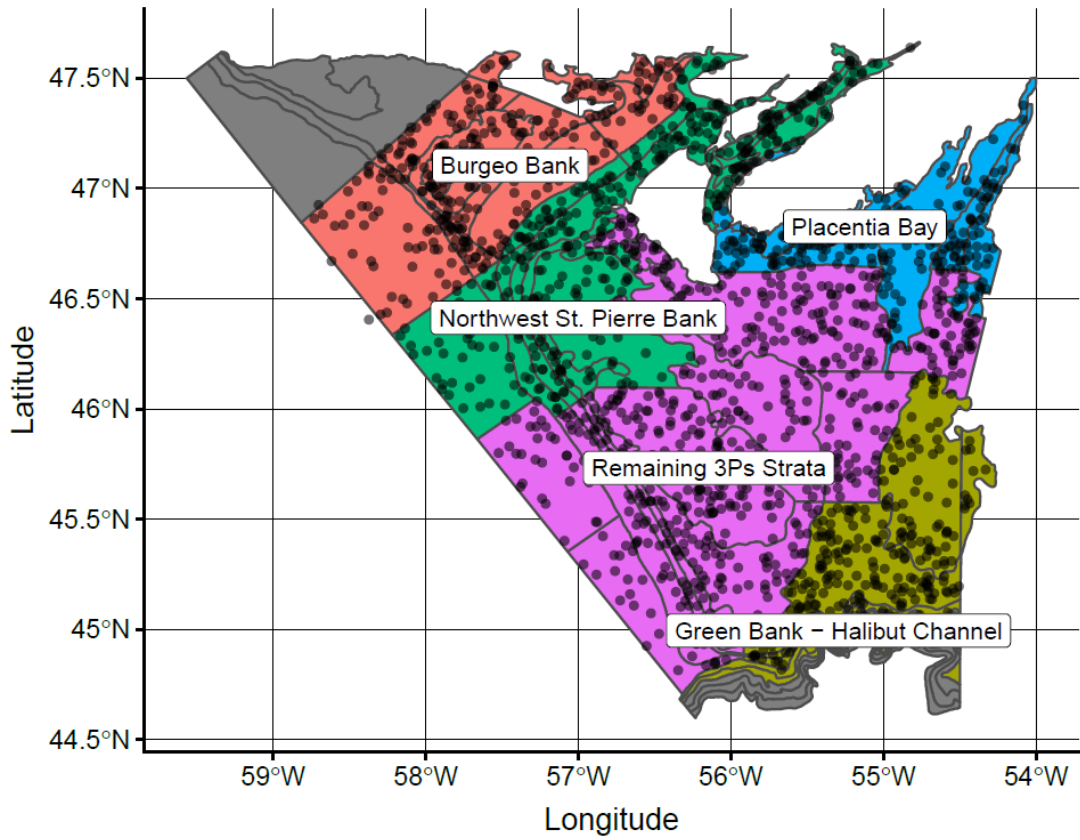 47.5°N
47°N
46.5°N
46°N
45.5°N
45°N
44.5°N
Latitude
Burgeo Bank
Placentia Bay
Northwest St. Pierre Bank
Remaining 3Ps Strata
Green Bank − Halibut Channel
59°W
58°W
57°W
56°W
55°W
54°W
Longitude